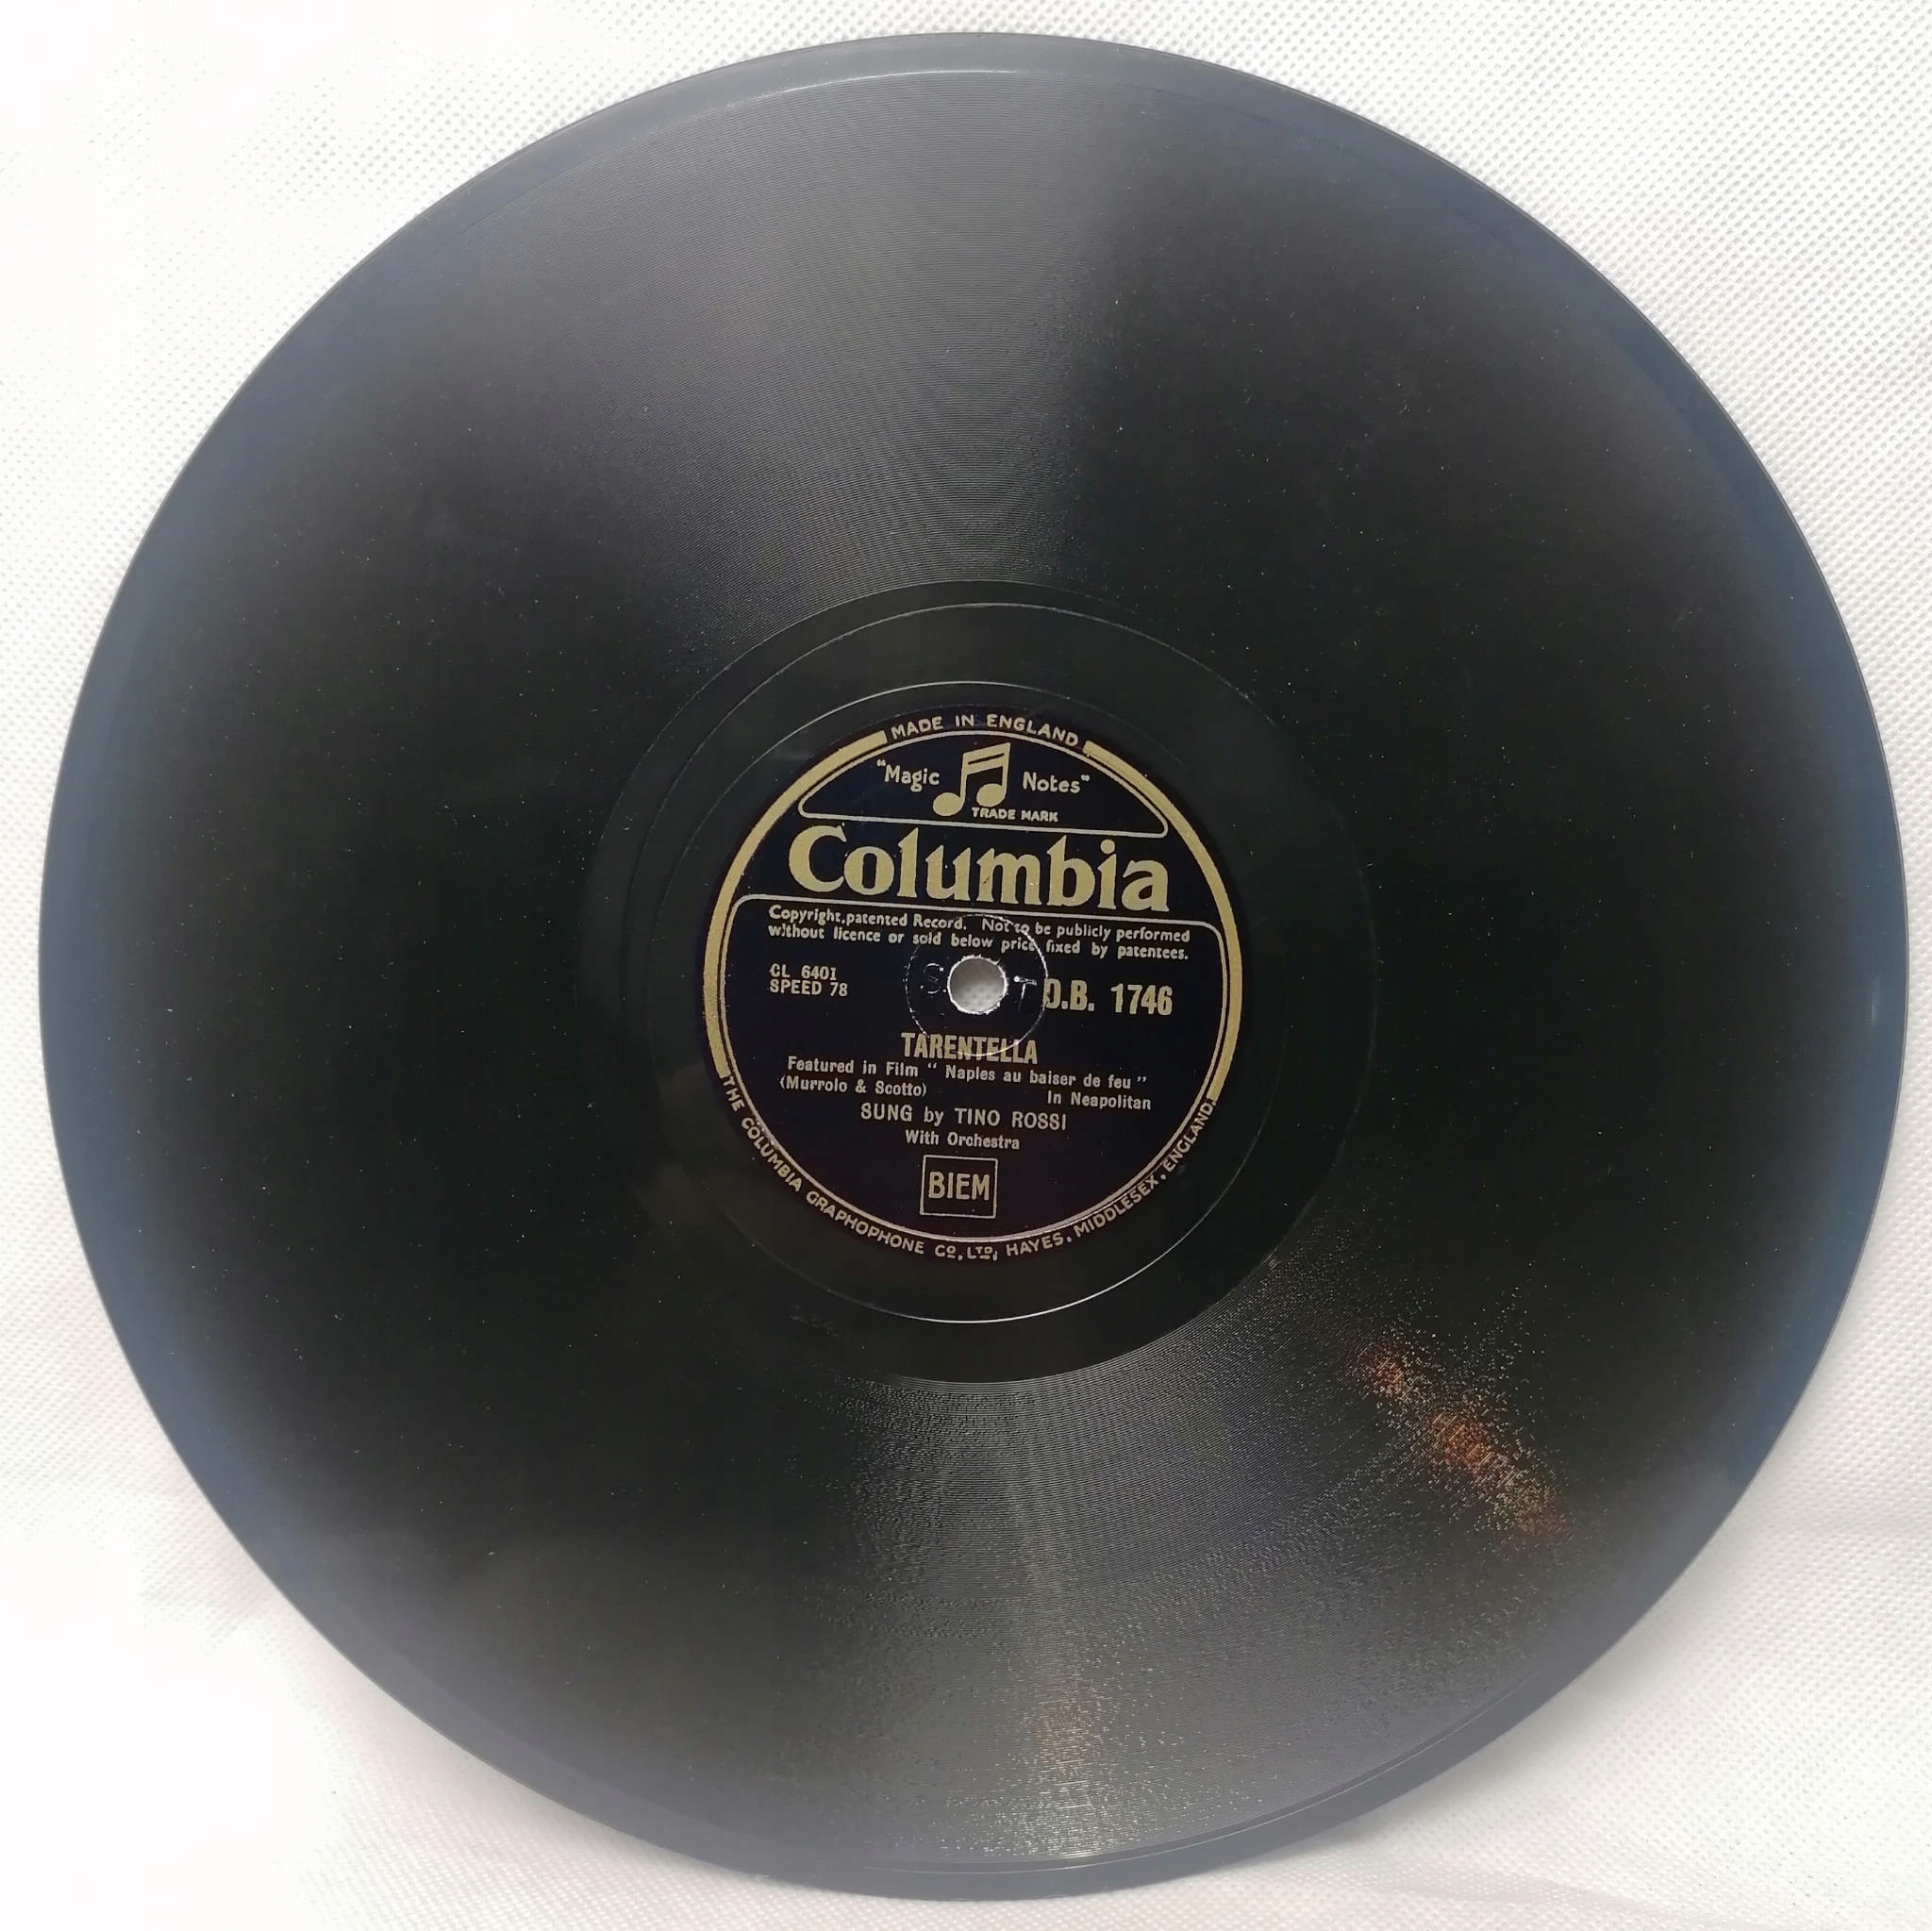 MADE IN ENGLAND
"Magic Notes"
TRADE MARK
Columbia
Copyright, patented Record. Not to be publicly performed
without licence or sold below price fixed by patentees.
CL 6401
SPEED 78
D.B. 1746
TARENTELLA
Featured in Film "Naples au baiser de feu"
(Murrolo & Scotto) In Neapolitan
SUNG by TINO ROSSI
With Orchestra
BIEM
THE COLUMBIA GRAPHOPHONE Co., LTD, HAYES, MIDDLESEX, ENGLAND.